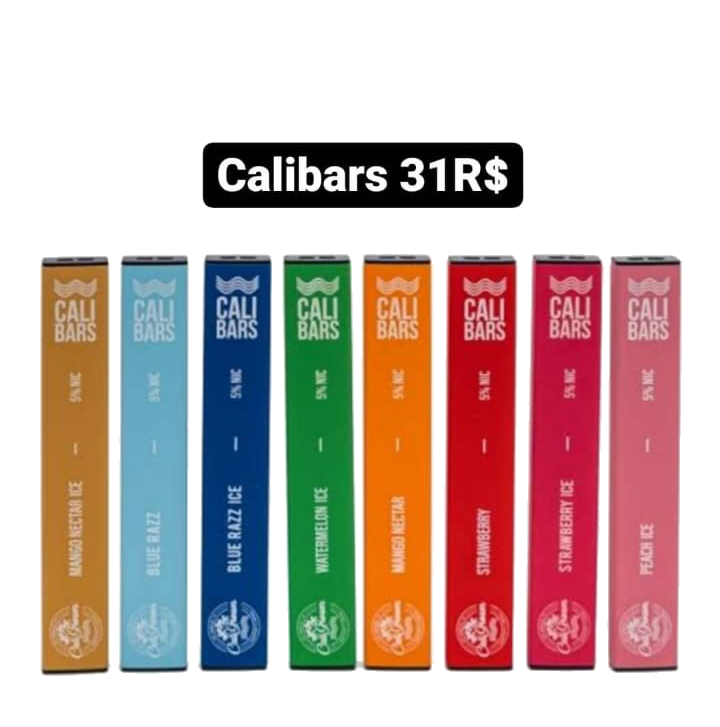 Calibars 31R$
CALI
BARS
5% NIC
MANGO NECTAR ICE
CALI
BARS
5% NIC
BLUE RAZZ
CALI
BARS
5% NIC
BLUE RAZZ ICE
CALI
BARS
5% NIC
WATERMELON ICE
CALI
BARS
5% NIC
MANGO NECTAR
CALI
BARS
5% NIC
STRAWBERRY
CALI
BARS
5% NIC
STRAWBERRY ICE
CALI
BARS
5% NIC
PEACH ICE